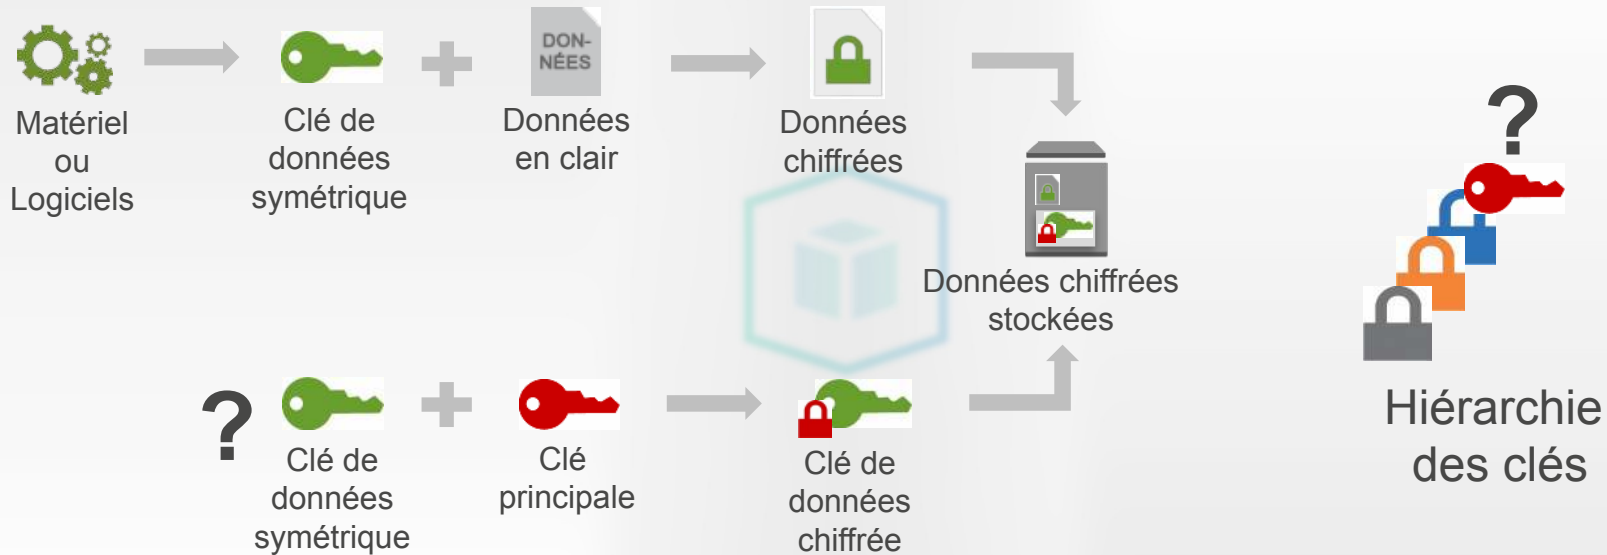 Matériel
ou
Logiciels
Clé de
données
symétrique
DON-
NÉES
Données
en clair
Données
chiffrées
Données chiffrées
stockées
?
Clé de
données
symétrique
Clé
principale
Clé de
données
chiffrée
?
Hiérarchie
des clés